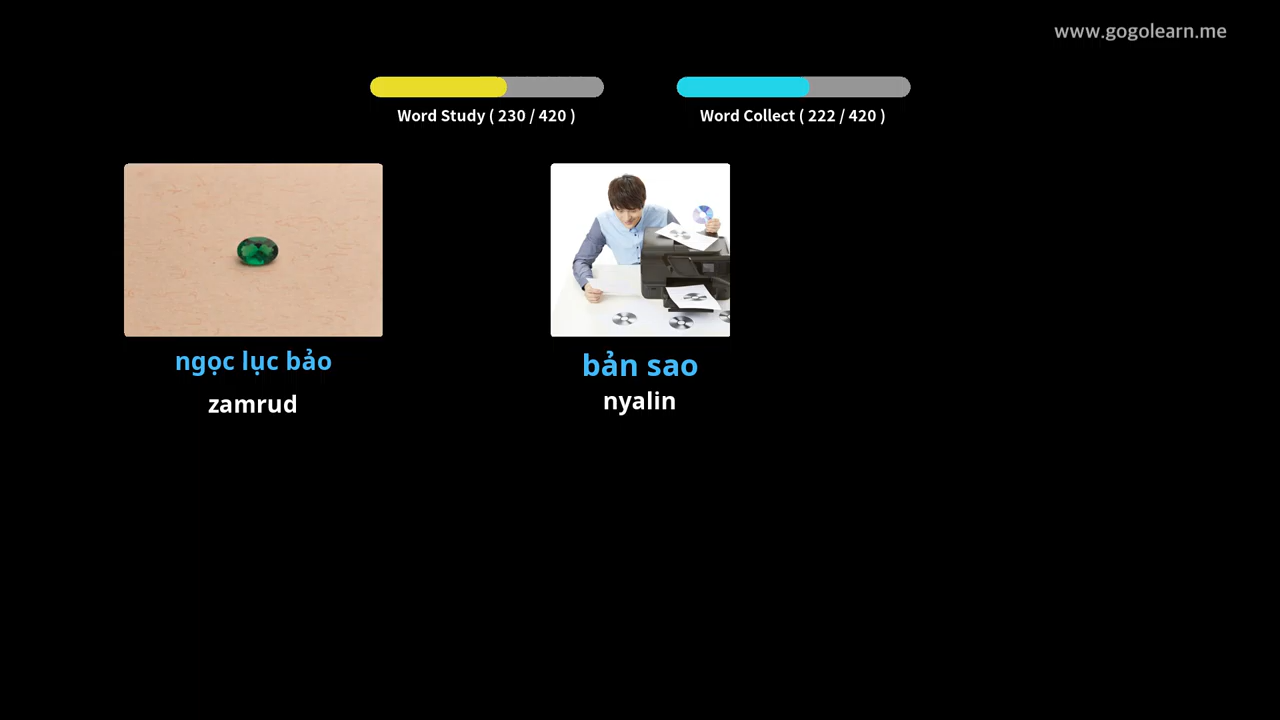 www.gogolearn.me
Word Study ( 230 / 420 )
Word Collect ( 222 / 420 )
ngọc lục bảo
zamrud
bản sao
nyalin